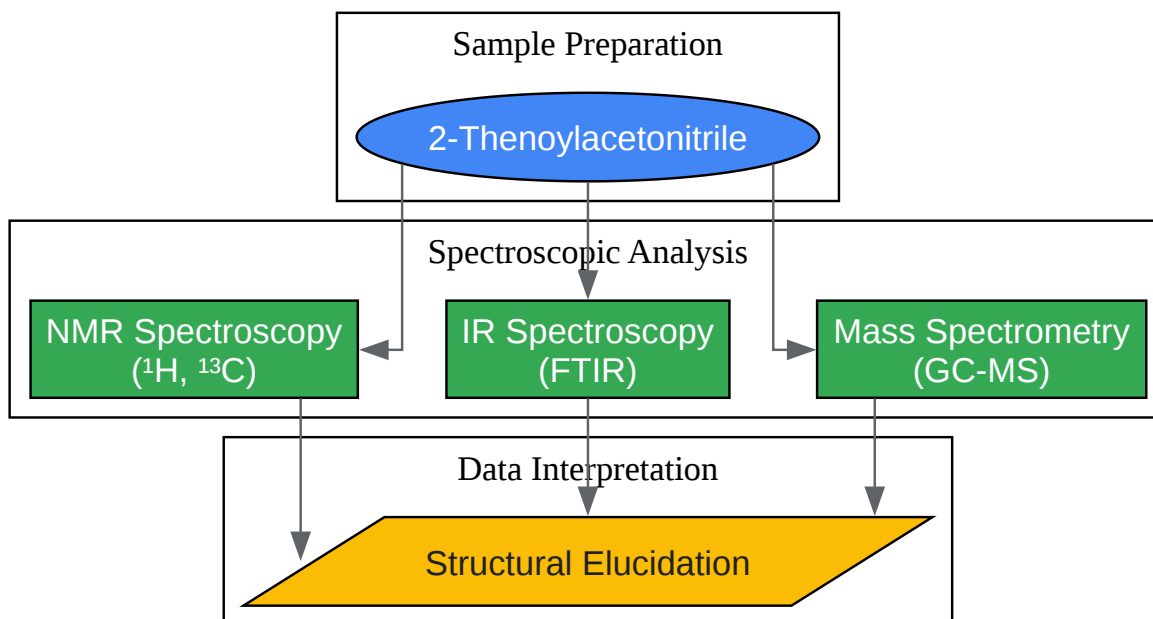 Sample Preparation
2-Thenoylacetonitrile
Spectroscopic Analysis
NMR Spectroscopy
(¹H, ¹³C)
IR Spectroscopy
(FTIR)
Mass Spectrometry
(GC-MS)
Data Interpretation
Structural Elucidation